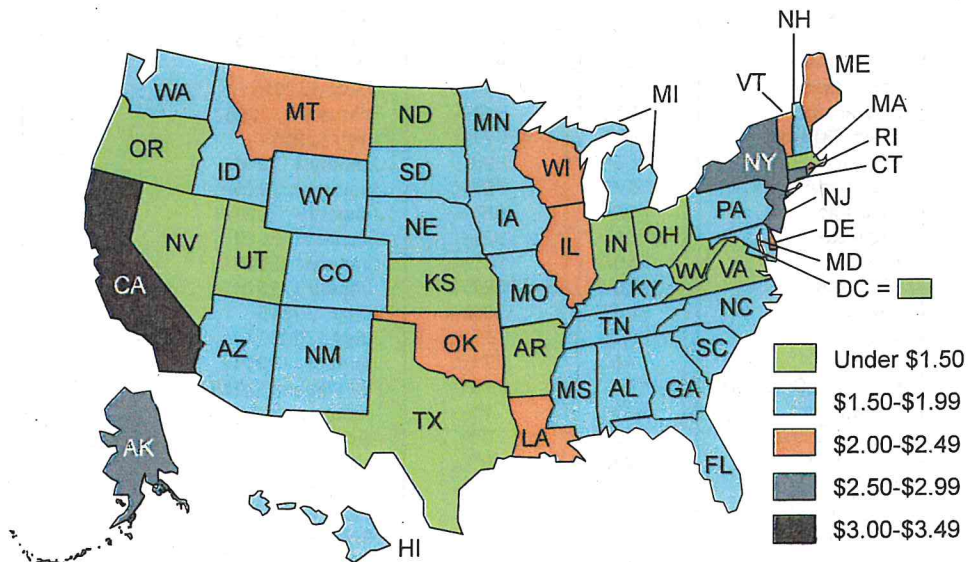 NH
VT
ME
MA
RI
CT
NJ
DE
MD
DC =
WA
MT
ND
MN
MI
OR
ID
SD
WI
NY
WY
IA
PA
NE
NV
UT
CO
IL
IN
OH
CA
KS
MO
WV
VA
KY
NC
AZ
NM
OK
AR
TN
SC
MS
AL
GA
TX
LA
FL
AK
HI
Under $1.50
$1.50-$1.99
$2.00-$2.49
$2.50-$2.99
$3.00-$3.49